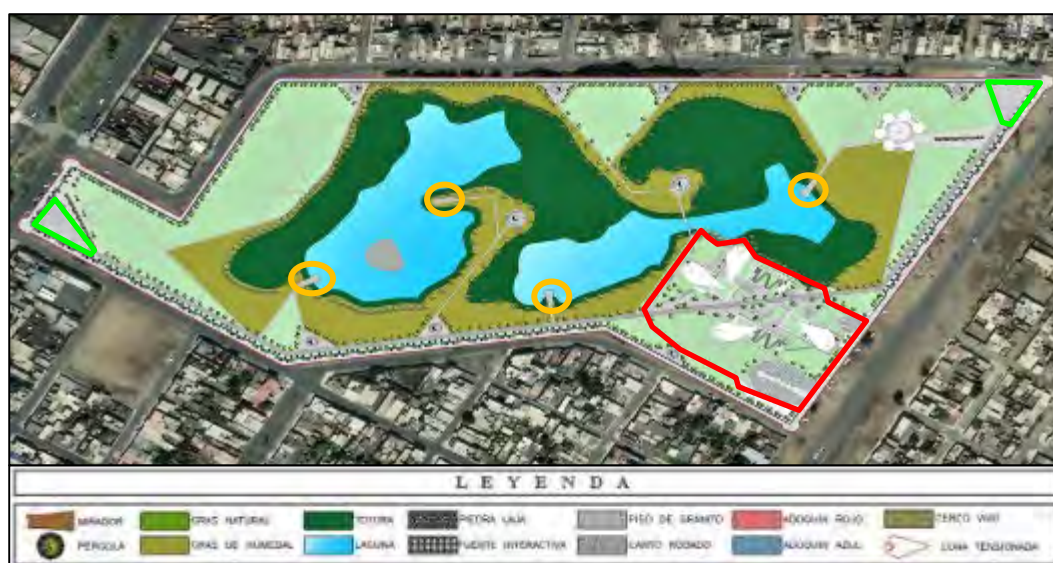 LEYENDA
MIRADOR GRAS NATURAL TOTORA PIEDRA LAJA PISO DE GRANITO ADOQUIN ROJO CERCO VIVO
PERGOLA GRAS DE HUMEDAL LAGUNA FUENTE INTERACTIVA CANTO RODADO ADOQUIN AZUL LONA TENSIONADA